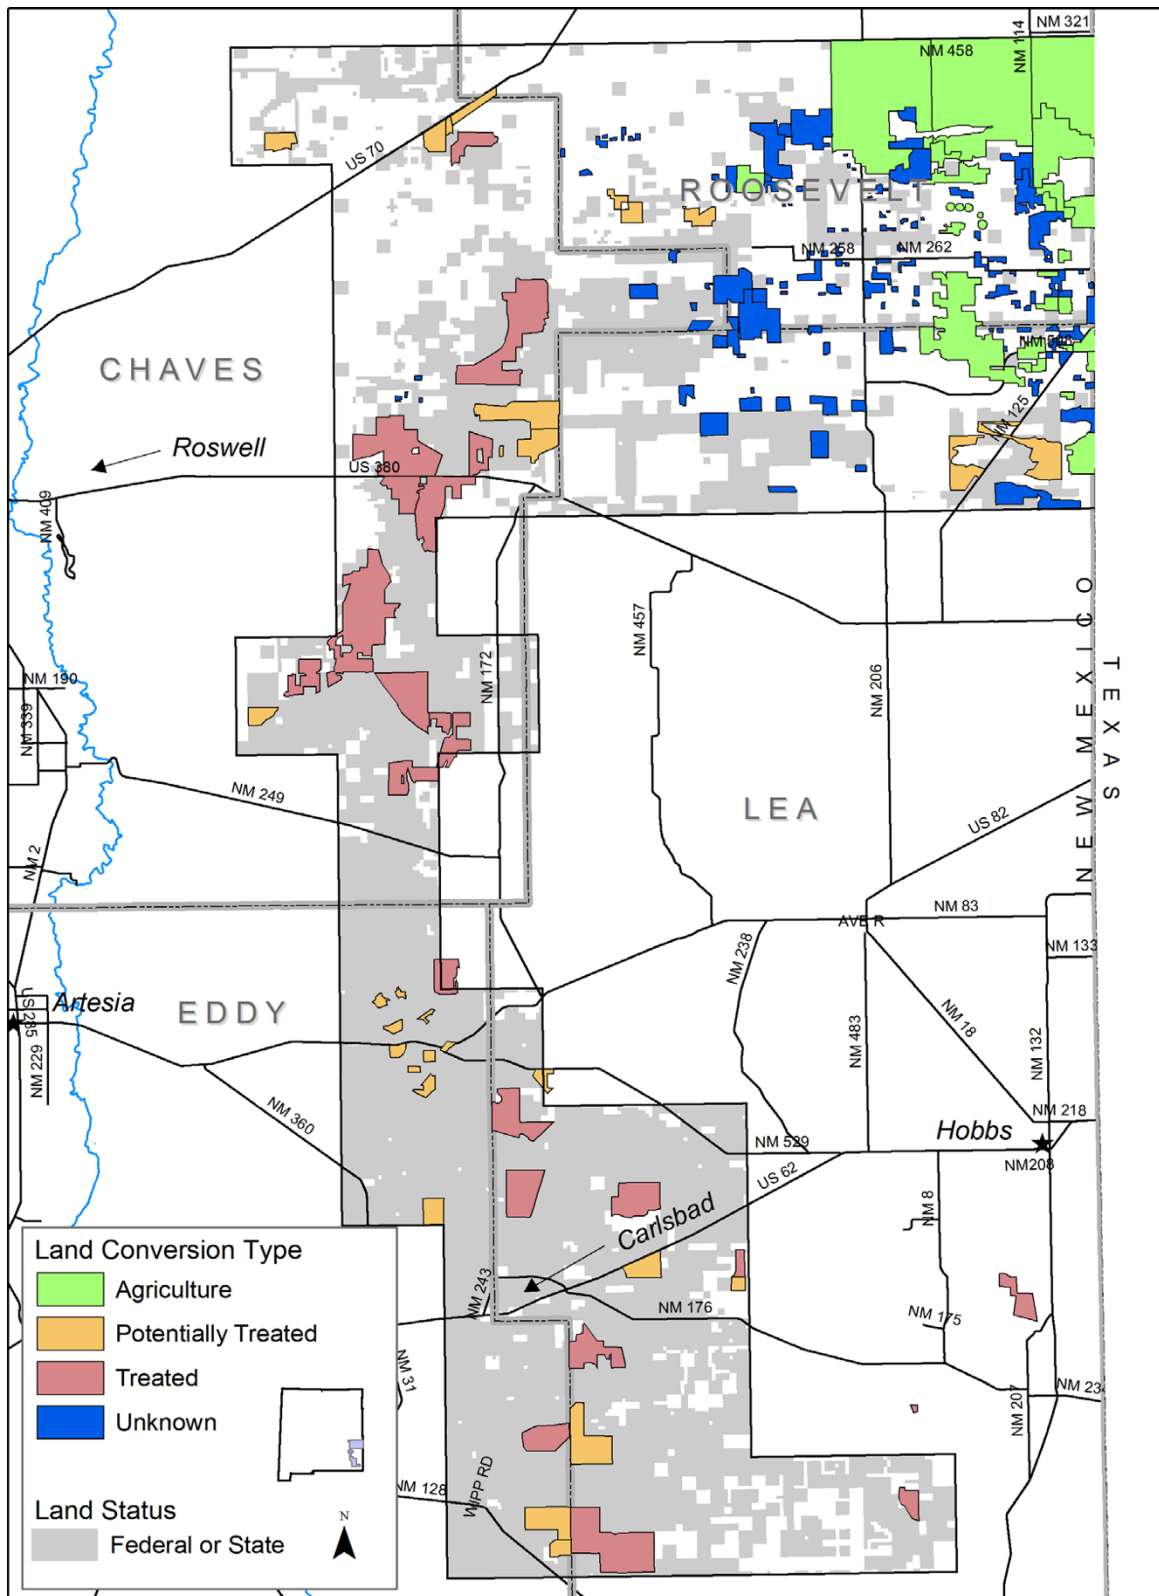 NM 321
NM 114
NM 458
US 70
ROOSEVELT
NM 258
NM 262
CHAVES
NM 508
NM 125
Roswell
US 380
NM 409
NM 457
NM 172
NM 206
NEW MEXICO
TEXAS
NM 190
NM 339
NM 249
LEA
US 82
NM 2
NM 83
AVE R
NM 238
NM 133
Artesia
EDDY
US 285
NM 229
NM 18
NM 483
NM 132
NM 360
NM 218
Hobbs
NM 529
NM208
US 62
NM 8
Carlsbad
NM 243
NM 176
NM 175
NM 31
NM 207
NM 234
NM 128
WIPP RD
Land Conversion Type
Agriculture
Potentially Treated
Treated
Unknown
Land Status
Federal or State
N